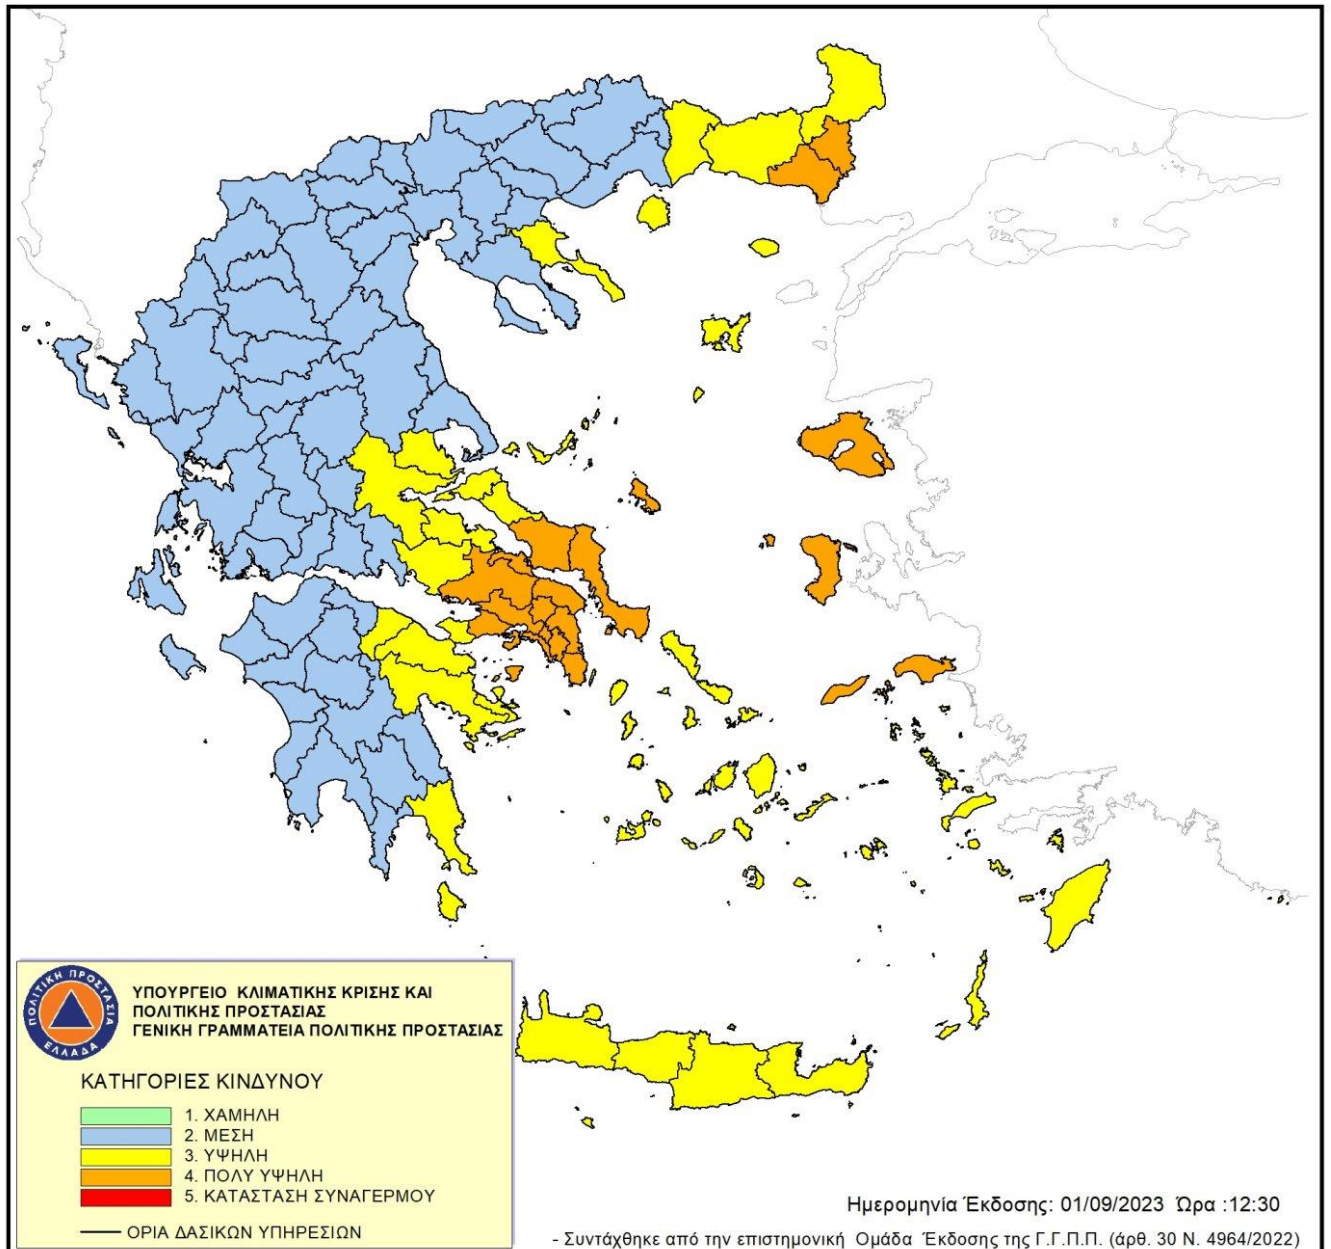 ΠΟΛΙΤΙΚΗ ΠΡΟΣΤΑΣΙΑ
ΕΛΛΑΔΑ
ΥΠΟΥΡΓΕΙΟ ΚΛΙΜΑΤΙΚΗΣ ΚΡΙΣΗΣ ΚΑΙ
ΠΟΛΙΤΙΚΗΣ ΠΡΟΣΤΑΣΙΑΣ
ΓΕΝΙΚΗ ΓΡΑΜΜΑΤΕΙΑ ΠΟΛΙΤΙΚΗΣ ΠΡΟΣΤΑΣΙΑΣ
ΚΑΤΗΓΟΡΙΕΣ ΚΙΝΔΥΝΟΥ
1. ΧΑΜΗΛΗ
2. ΜΕΣΗ
3. ΥΨΗΛΗ
4. ΠΟΛΥ ΥΨΗΛΗ
5. ΚΑΤΑΣΤΑΣΗ ΣΥΝΑΓΕΡΜΟΥ
ΟΡΙΑ ΔΑΣΙΚΩΝ ΥΠΗΡΕΣΙΩΝ
Ημερομηνία Έκδοσης: 01/09/2023 Ώρα :12:30
- Συντάχθηκε από την επιστημονική Ομάδα Έκδοσης της Γ.Γ.Π.Π. (άρθ. 30 Ν. 4964/2022)